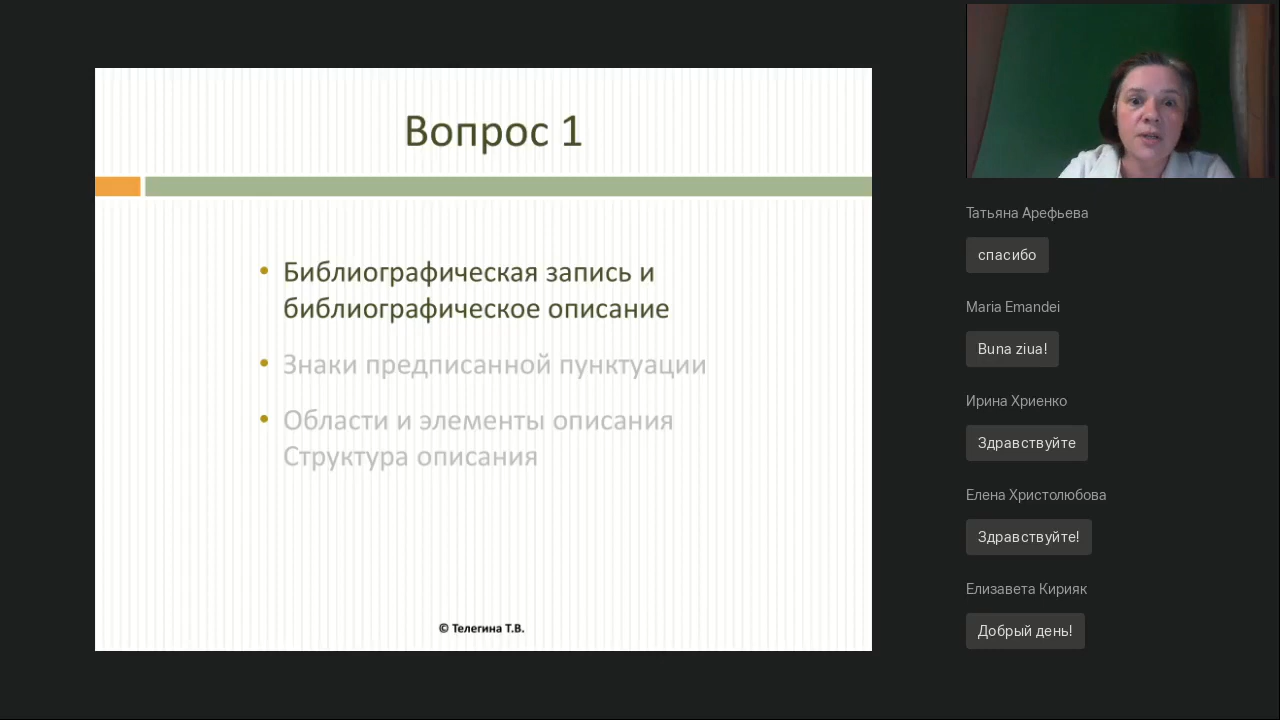 Вопрос 1
• Библиографическая запись и
библиографическое описание
• Знаки предписанной пунктуации
• Области и элементы описания
Структура описания
© Телегина Т.В.
Татьяна Арефьева
спасибо
Maria Emandei
Buna ziua!
Ирина Хриенко
Здравствуйте
Елена Христолюбова
Здравствуйте!
Елизавета Кирияк
Добрый день!